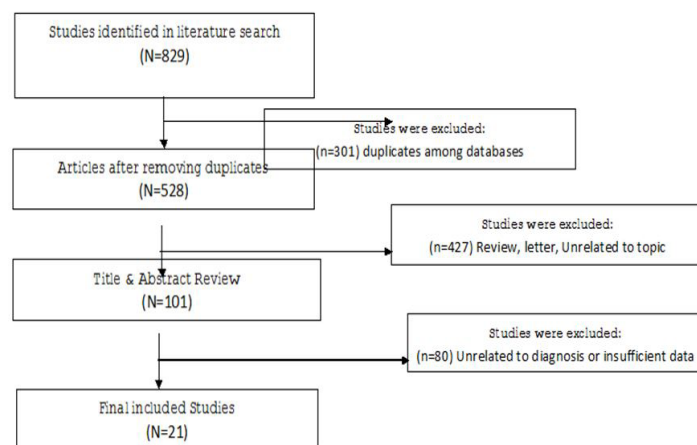 Studies identified in literature search
(N=829)
Studies were excluded:
(n=301) duplicates among databases
Articles after removing duplicates
(N=528)
Studies were excluded:
(n=427) Review, letter, Unrelated to topic
Title & Abstract Review
(N=101)
Studies were excluded:
(n=80) Unrelated to diagnosis or insufficient data
Final included Studies
(N=21)